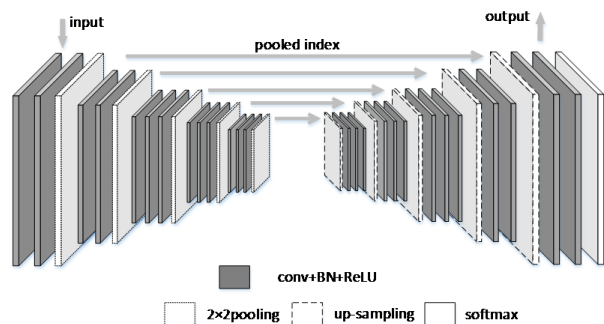 input
output
pooled index
conv+BN+ReLU
2×2pooling
up-sampling
softmax